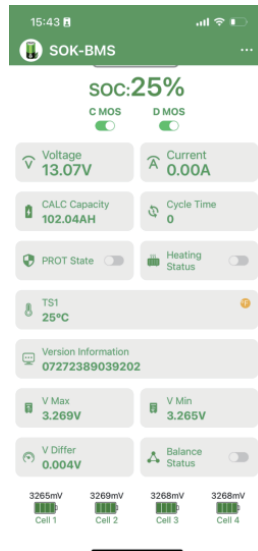 15:43
SOK-BMS
SOC:25%
C MOS D MOS
Voltage
13.07V
Current
0.00A
CALC Capacity
102.04AH
Cycle Time
0
PROT State
Heating
Status
TS1
25°C
Version Information
07272389039202
V Max
3.269V
V Min
3.265V
V Differ
0.004V
Balance
Status
3265mV 3269mV 3268mV 3268mV
Cell 1 Cell 2 Cell 3 Cell 4